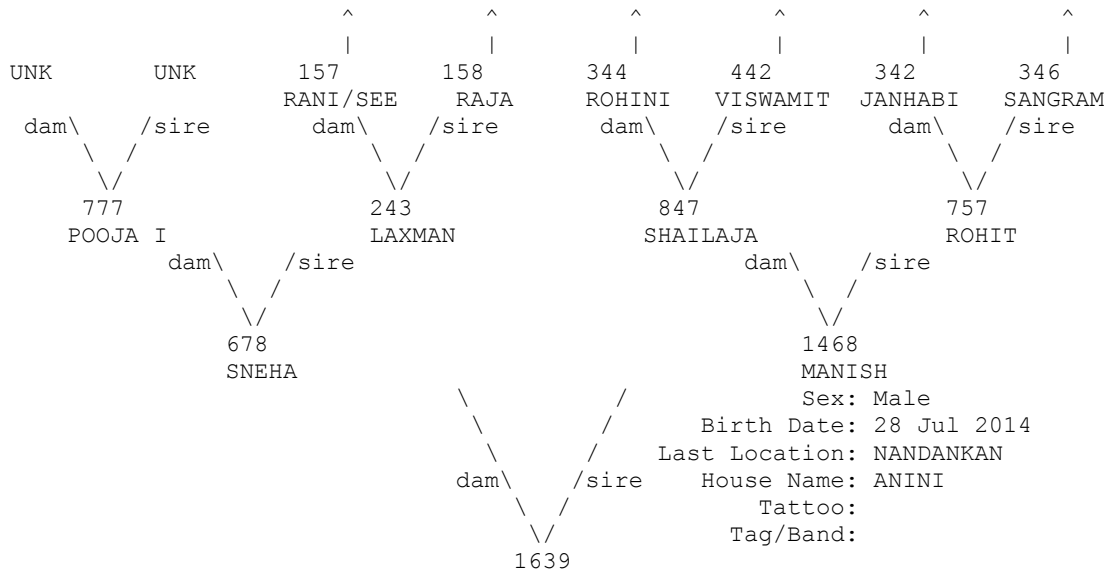 ^ ^ ^ ^ ^ ^
| | | | | |
UNK UNK 157 158 344 442 342 346
RANI/SEE RAJA ROHINI VISWAMIT JANHABI SANGRAM
dam\ /sire dam\ /sire dam\ /sire dam\ /sire
\ / \ / \ / \ /
\/ \/ \/ \/
777 243 847 757
POOJA I LAXMAN SHAILAJA ROHIT
dam\ /sire dam\ /sire
\ / \ /
\/ \/
678 1468
SNEHA MANISH
\ / Sex: Male
\ / Birth Date: 28 Jul 2014
\ / Last Location: NANDANKAN
dam\ /sire House Name: ANINI
\ / Tattoo:
\/ Tag/Band:
1639